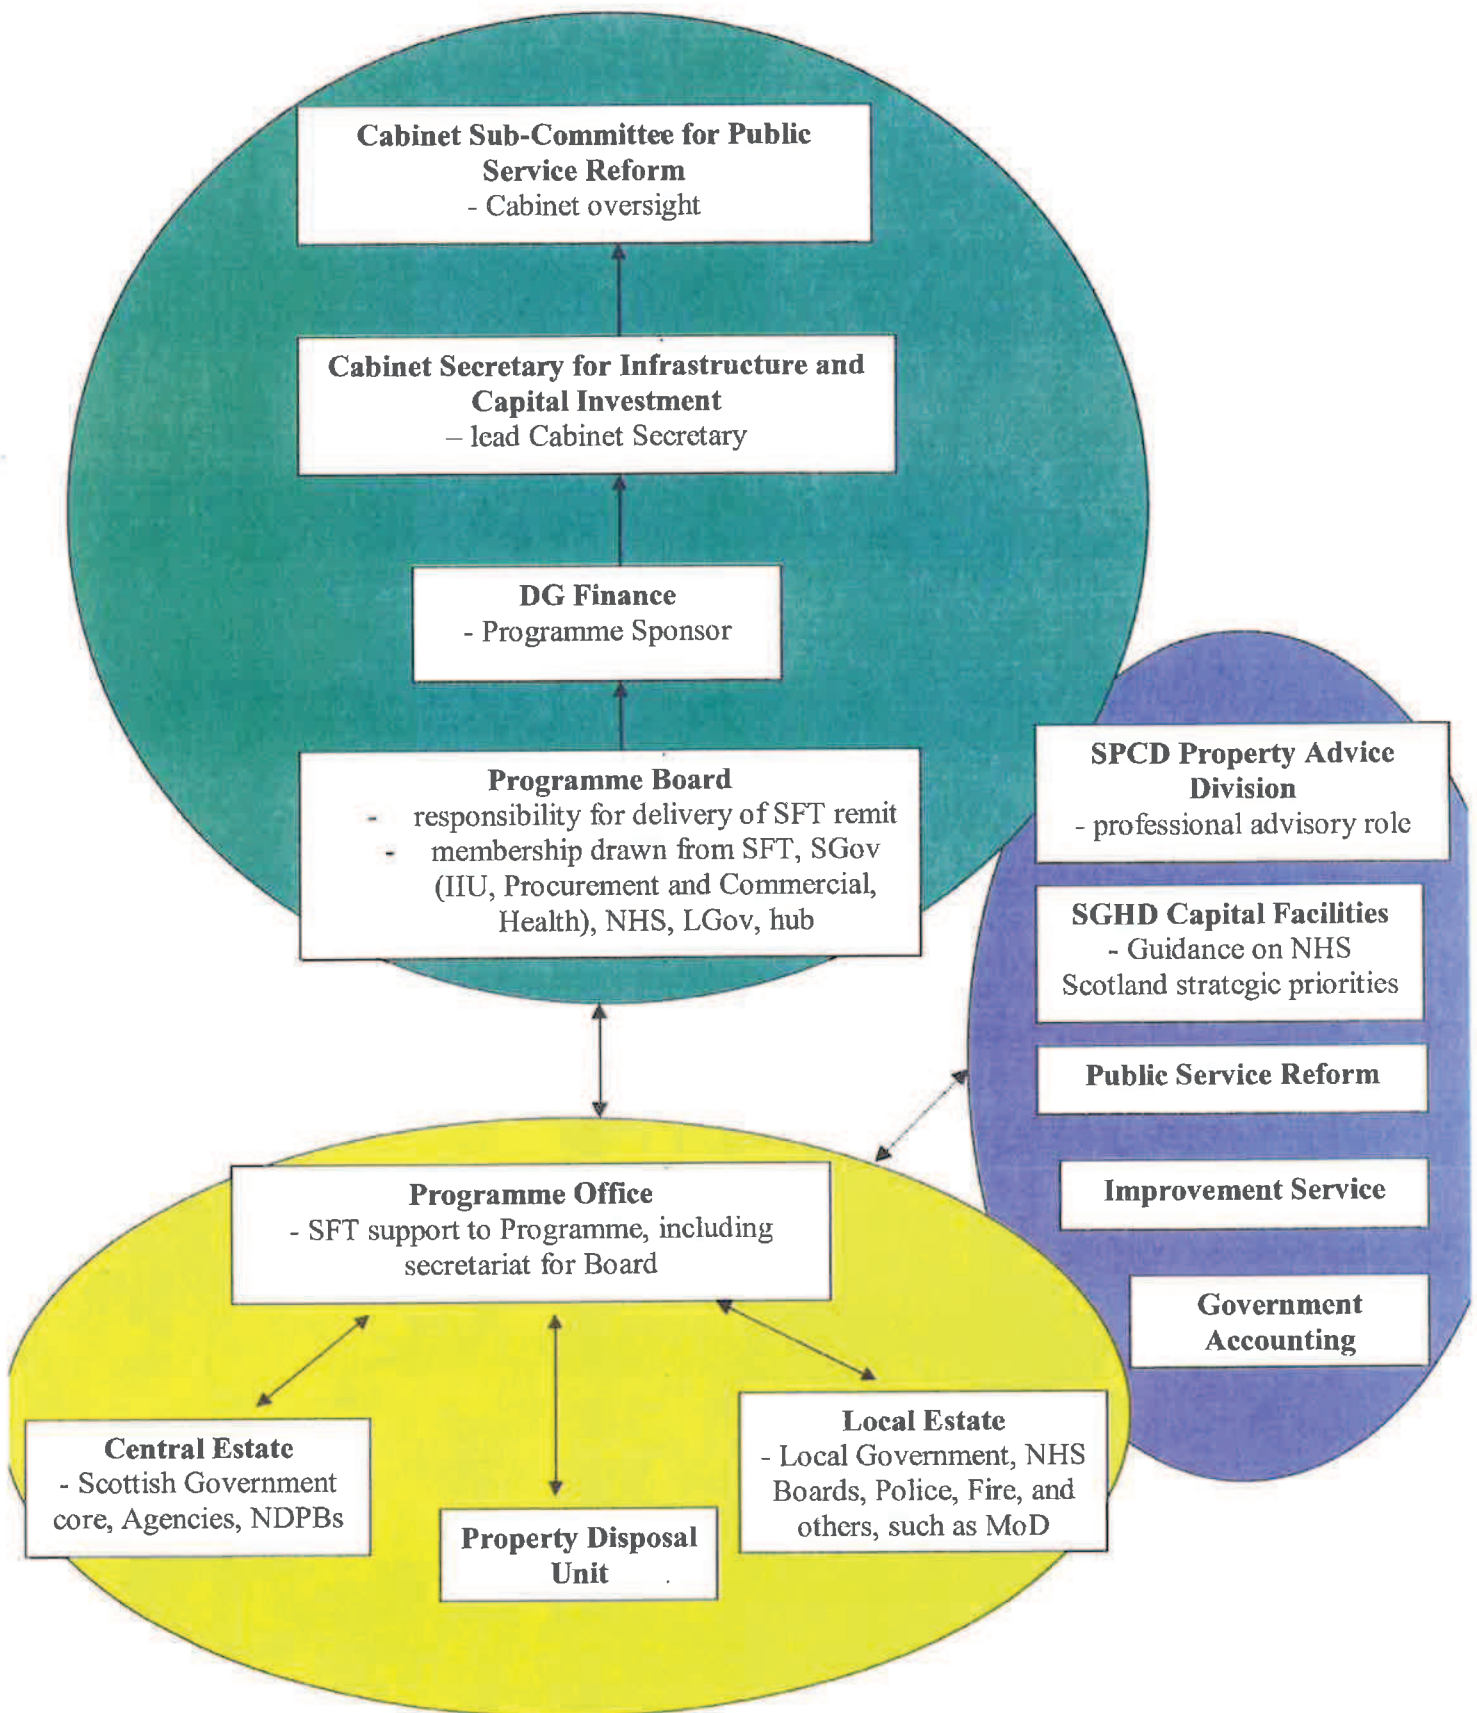 Cabinet Sub-Committee for Public
Service Reform
- Cabinet oversight
Cabinet Secretary for Infrastructure and
Capital Investment
– lead Cabinet Secretary
DG Finance
- Programme Sponsor
Programme Board
- responsibility for delivery of SFT remit
- membership drawn from SFT, SGov
(IIU, Procurement and Commercial,
Health), NHS, LGov, hub
SPCD Property Advice
Division
- professional advisory role
SGHD Capital Facilities
- Guidance on NHS
Scotland strategic priorities
Public Service Reform
Improvement Service
Government
Accounting
Programme Office
- SFT support to Programme, including
secretariat for Board
Central Estate
- Scottish Government
core, Agencies, NDPBs
Property Disposal
Unit
Local Estate
- Local Government, NHS
Boards, Police, Fire, and
others, such as MoD